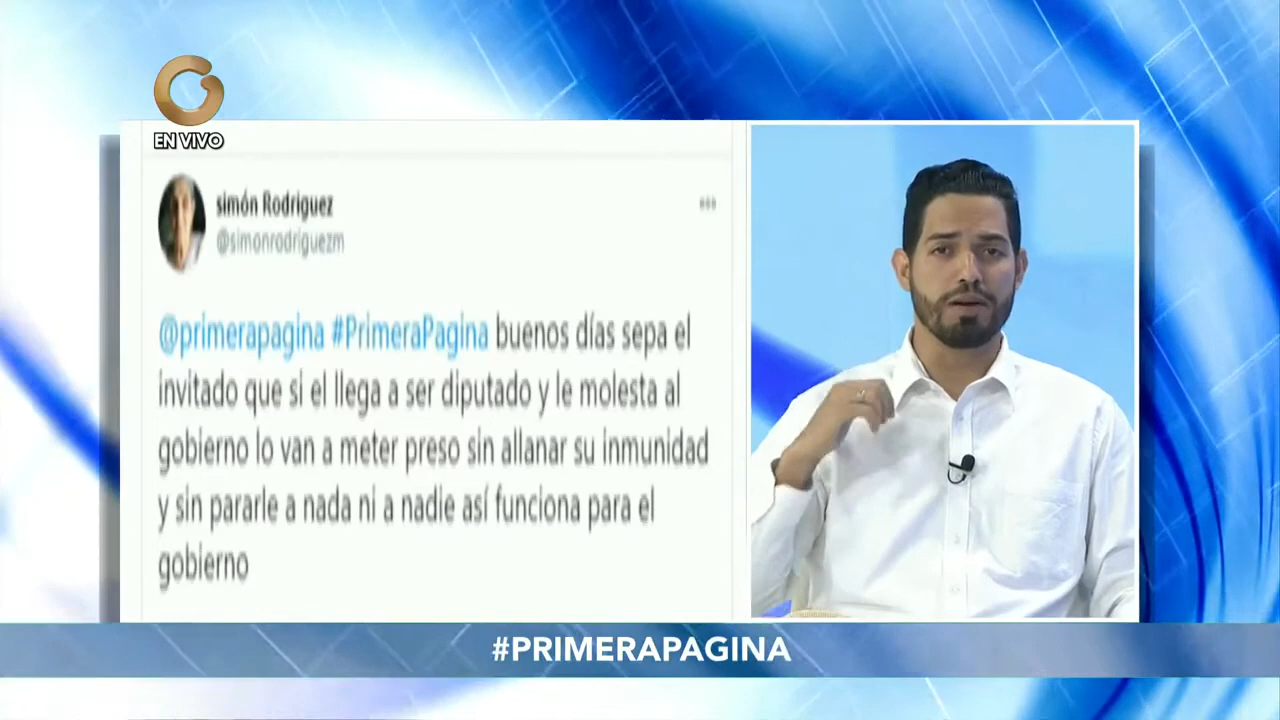 EN VIVO
simón Rodriguez
@simonrodriguezm
@primerapagina #PrimeraPagina buenos días sepa el
invitado que si el llega a ser diputado y le molesta al
gobierno lo van a meter preso sin allanar su inmunidad
y sin pararle a nada ni a nadie así funciona para el
gobierno
#PRIMERAPAGINA